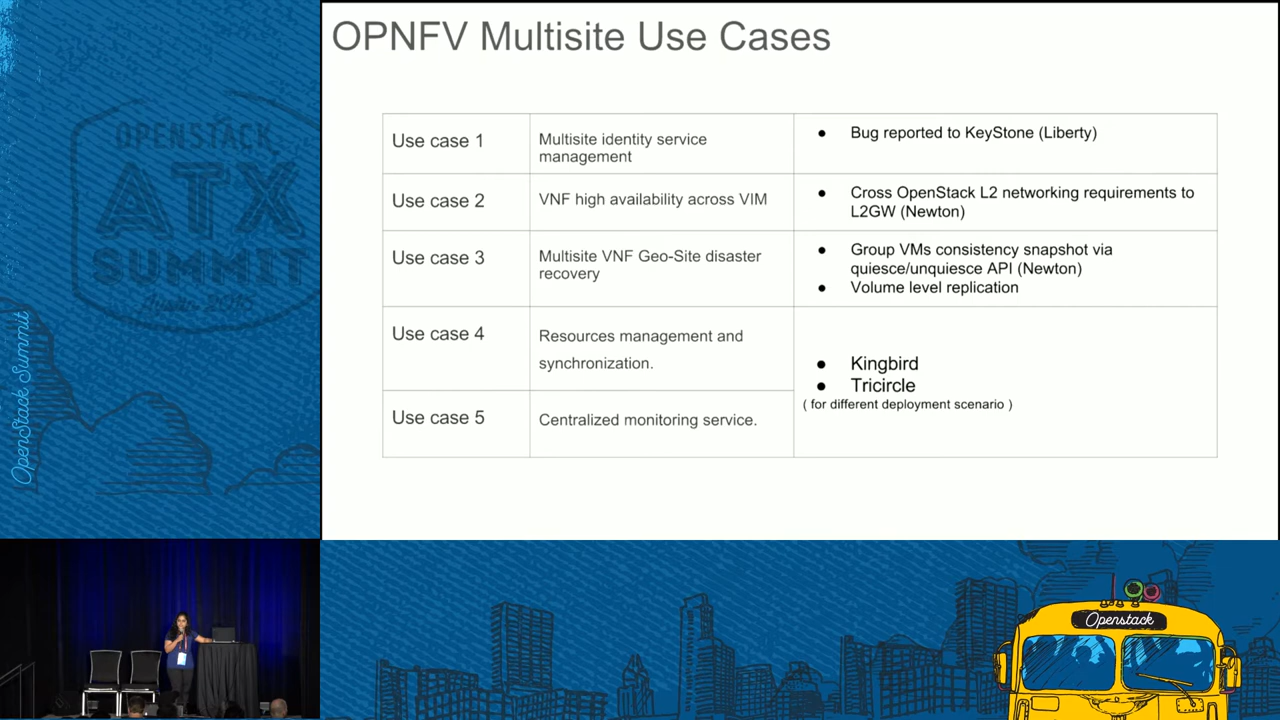 OPNFV Multisite Use Cases
OPENSTACK
ATX
SUMMIT
Use case 1
Multisite identity service
management
● Bug reported to KeyStone (Liberty)
Use case 2
VNF high availability across VIM
● Cross OpenStack L2 networking requirements to
L2GW (Newton)
Use case 3
Multisite VNF Geo-Site disaster
recovery
● Group VMs consistency snapshot via
quiesce/unquiesce API (Newton)
● Volume level replication
Use case 4
Resources management and
synchronization.
● Kingbird
● Tricircle
( for different deployment scenario )
Use case 5
Centralized monitoring service.
OpenStack Summit
Openstack